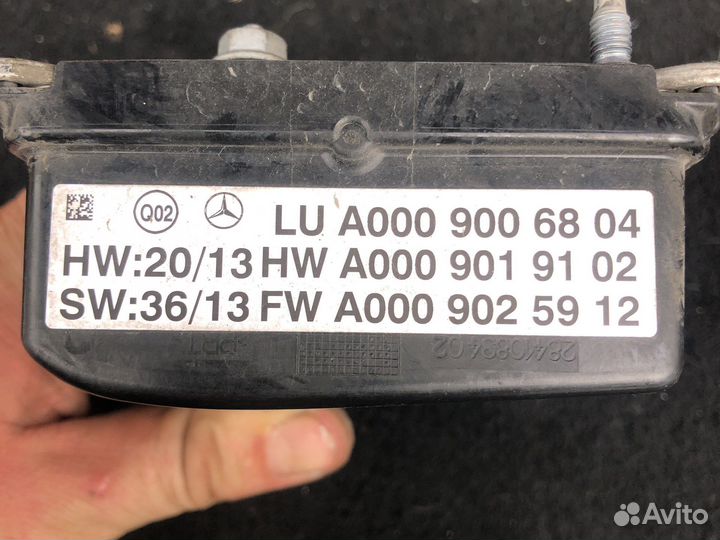 Q02 LU A000 900 68 04
HW:20/13 HW A000 901 91 02
SW:36/13 FW A000 902 59 12
Avito